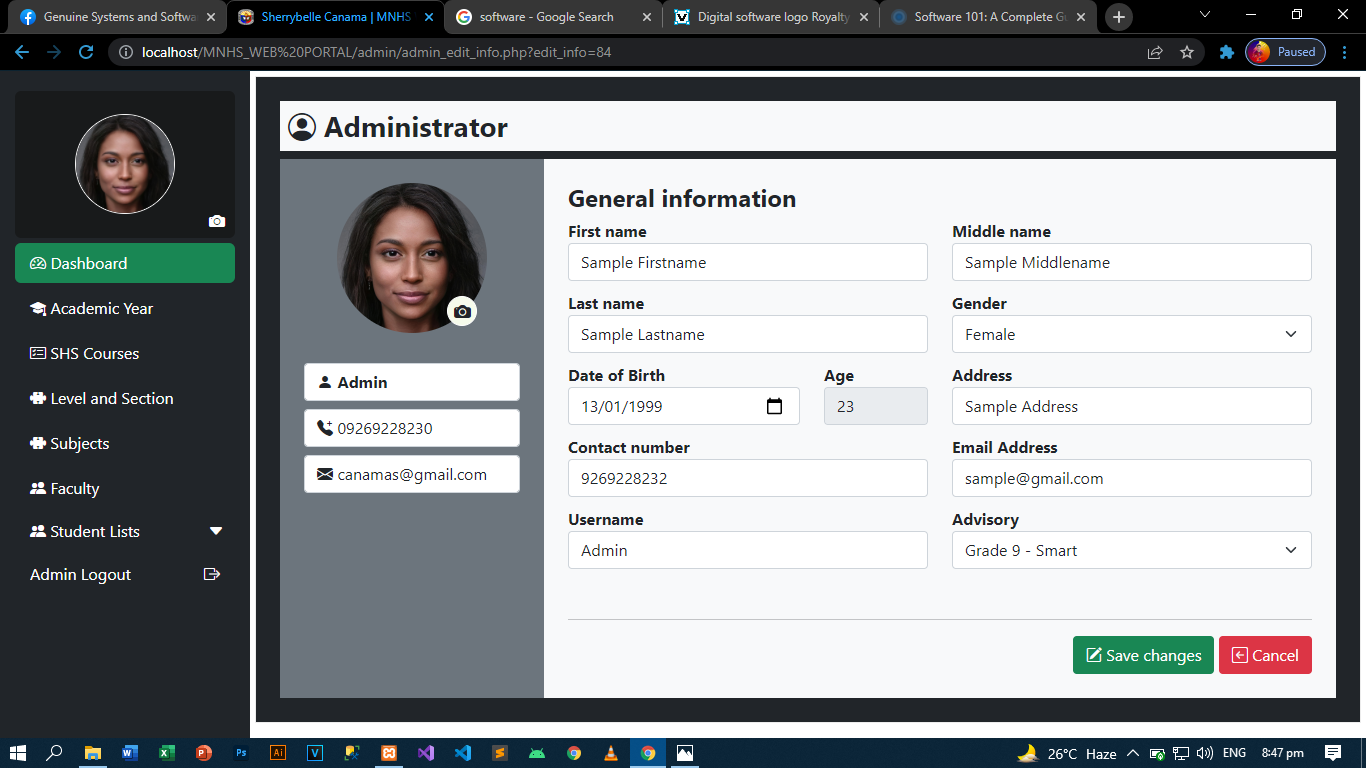 Genuine Systems and Softwa
Sherrybelle Canama | MNHS
software - Google Search
Digital software logo Royalty
Software 101: A Complete Gu
localhost/MNHS_WEB%20PORTAL/admin/admin_edit_info.php?edit_info=84
Paused
Administrator
Dashboard
Academic Year
SHS Courses
Level and Section
Subjects
Faculty
Student Lists
Admin Logout
Admin
09269228230
canamas@gmail.com
General information
First name
Sample Firstname
Middle name
Sample Middlename
Last name
Sample Lastname
Gender
Female
Date of Birth
13/01/1999
Age
23
Address
Sample Address
Contact number
9269228232
Email Address
sample@gmail.com
Username
Admin
Advisory
Grade 9 - Smart
Save changes
Cancel
26°C Haze
ENG
8:47 pm